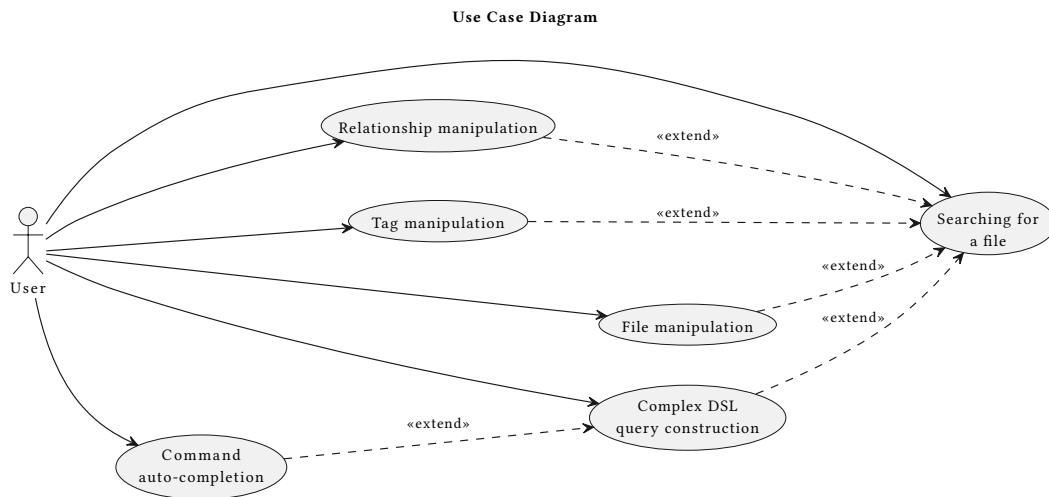 Use Case Diagram
Relationship manipulation
«extend»
Tag manipulation
«extend»
Searching for
a file
User
«extend»
File manipulation
«extend»
Complex DSL
query construction
«extend»
Command
auto-completion